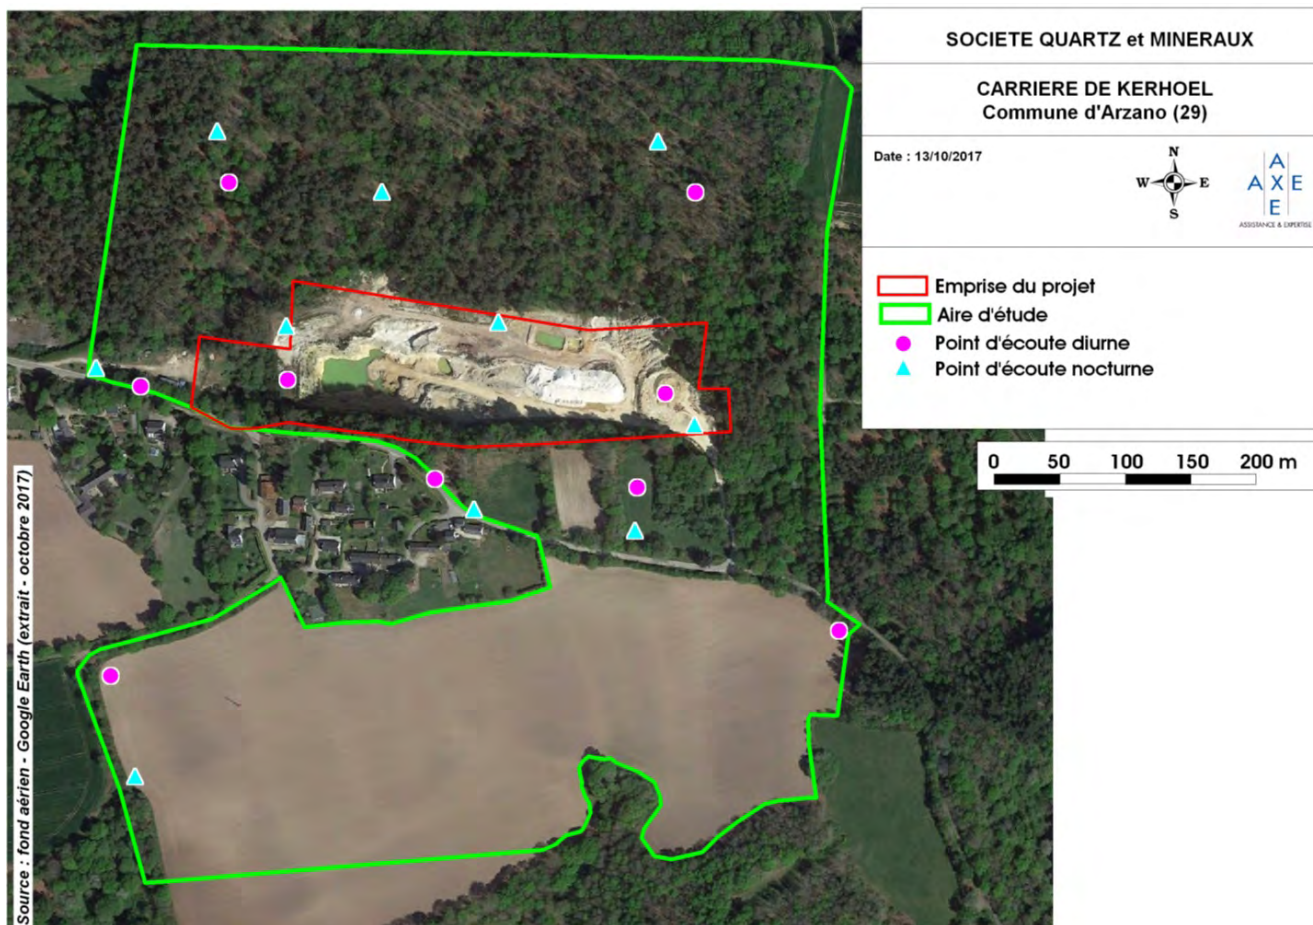 SOCIETE QUARTZ et MINERAUX
CARRIERE DE KERHOEL
Commune d'Arzano (29)
Date : 13/10/2017
N
W E
S
A
A X E
E
ASSISTANCE & EXPERTISE
Emprise du projet
Aire d'étude
Point d'écoute diurne
Point d'écoute nocturne
0 50 100 150 200 m
Source : fond aérien - Google Earth (extrait - octobre 2017)